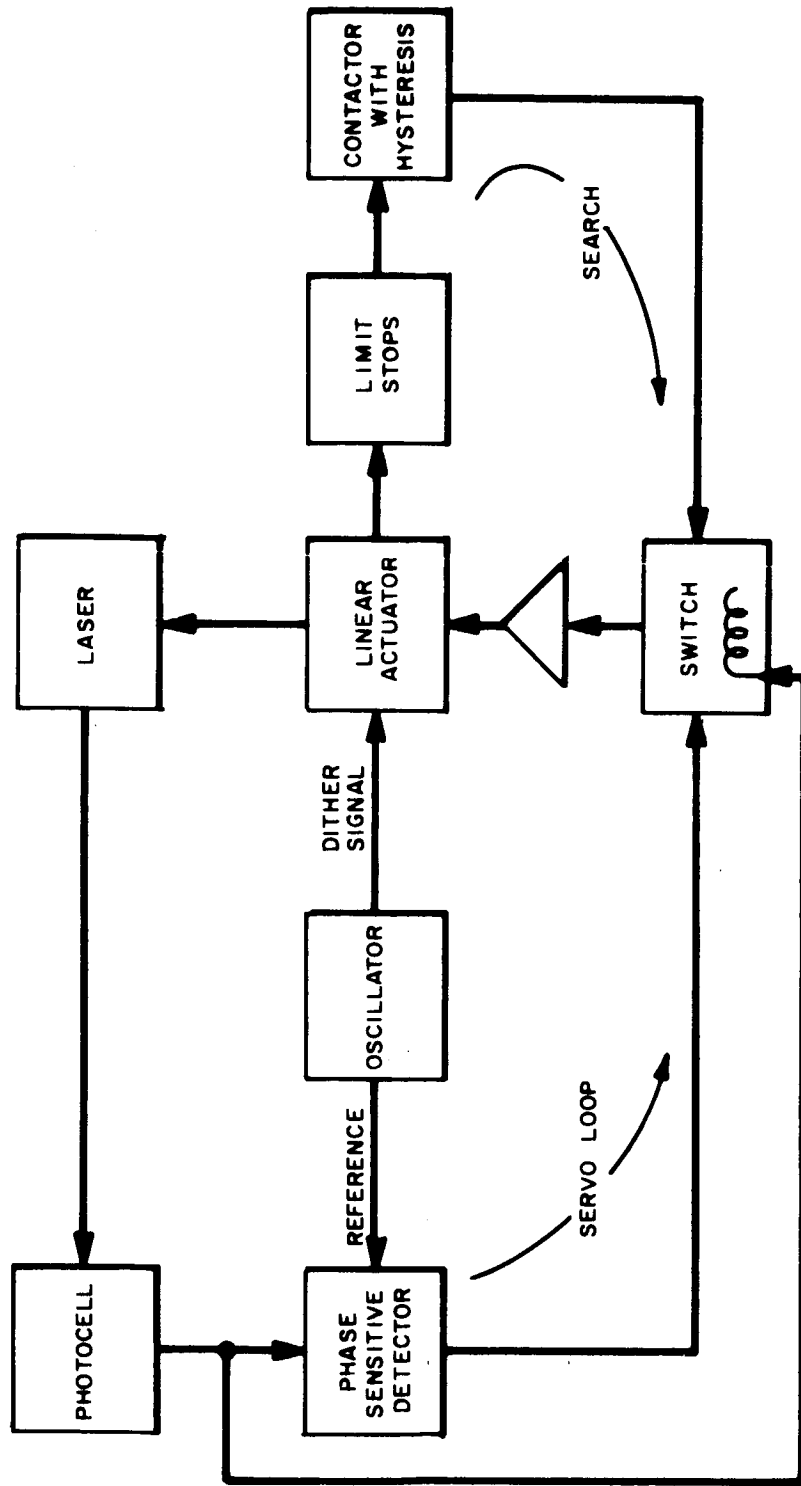 PHOTOCELL
LASER
PHASE
SENSITIVE
DETECTOR
REFERENCE
OSCILLATOR
DITHER
SIGNAL
LINEAR
ACTUATOR
LIMIT
STOPS
CONTACTOR
WITH
HYSTERESIS
SERVO LOOP
SEARCH
SWITCH